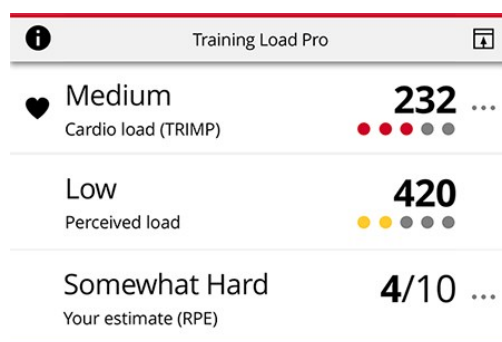 Training Load Pro
Medium 232
Cardio load (TRIMP)
Low 420
Perceived load
Somewhat Hard 4/10
Your estimate (RPE)